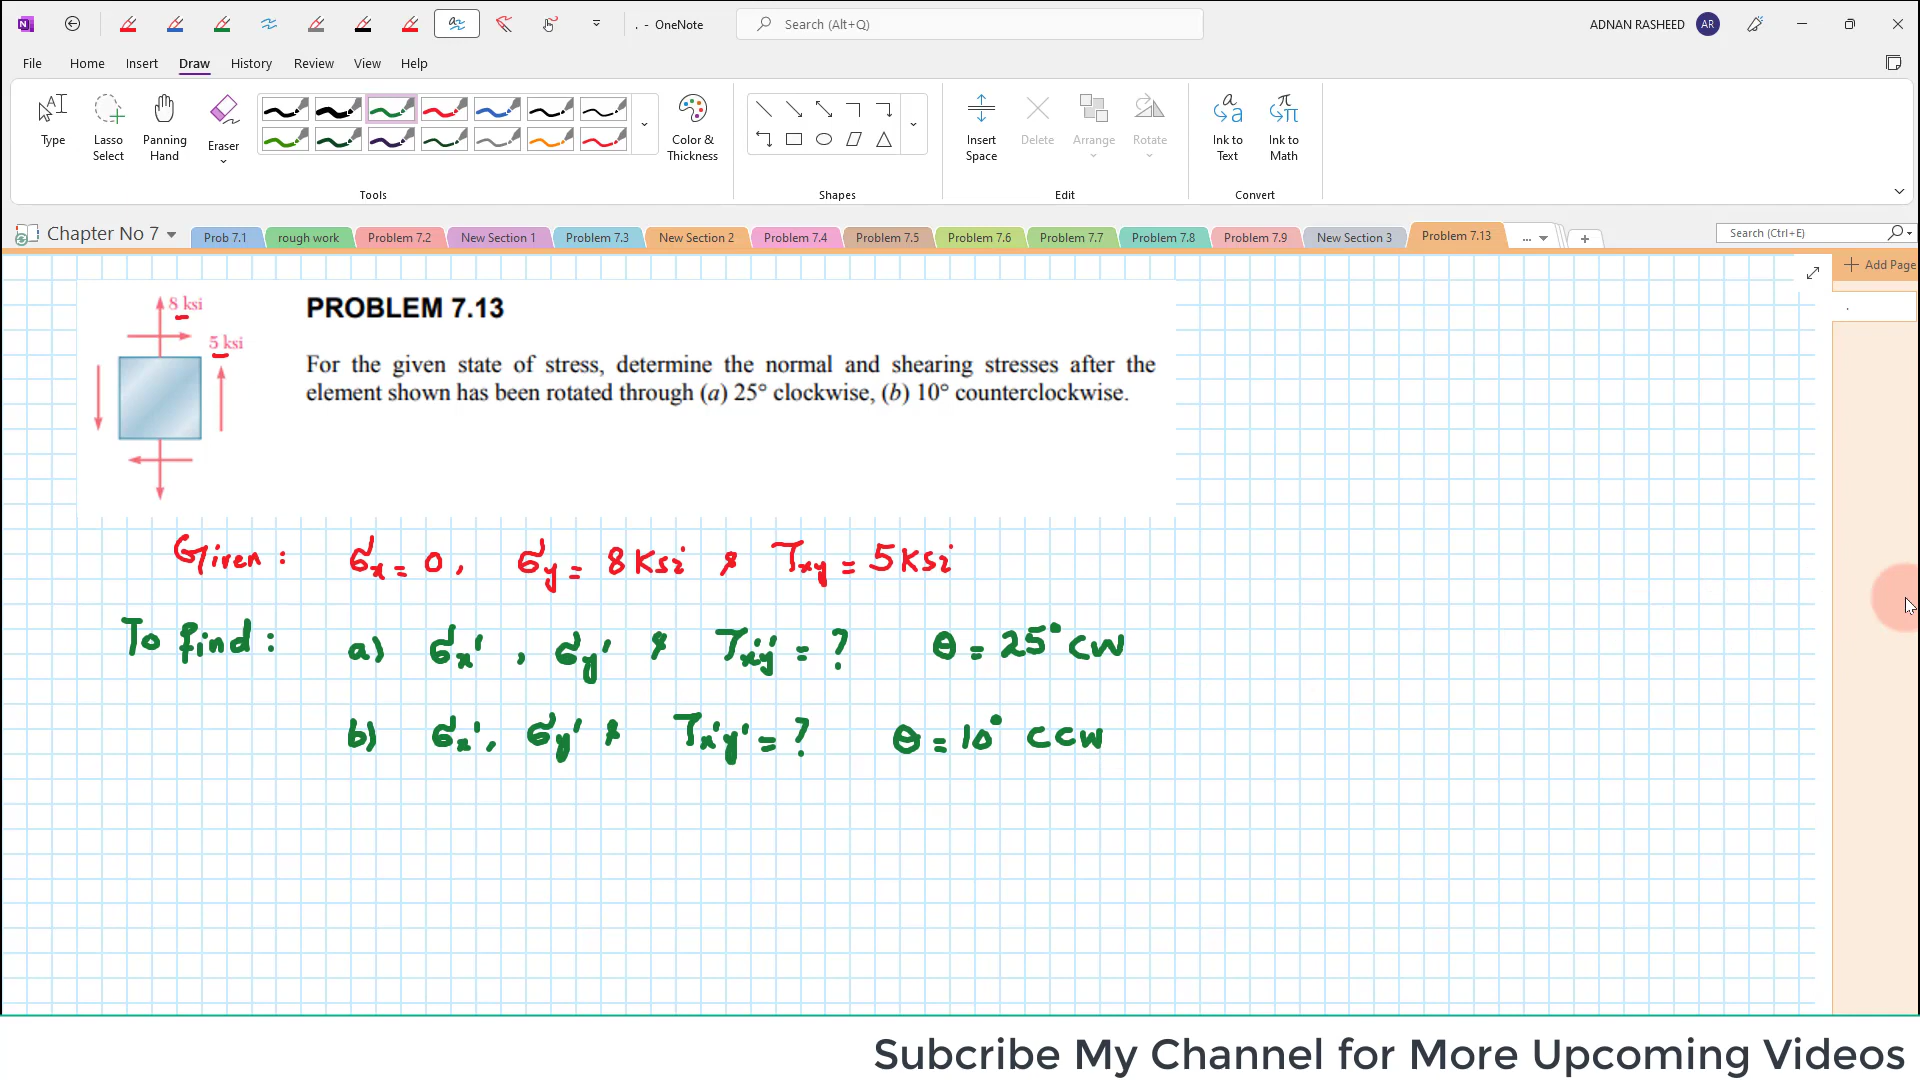 . - OneNote
Search (Alt+Q)
ADNAN RASHEED
AR
File Home Insert Draw History Review View Help
Type
Lasso Select
Panning Hand
Eraser
Color & Thickness
Insert Space
Delete
Arrange
Rotate
Ink to Text
Ink to Math
Tools
Shapes
Edit
Convert
Chapter No 7
Prob 7.1
rough work
Problem 7.2
New Section 1
Problem 7.3
New Section 2
Problem 7.4
Problem 7.5
Problem 7.6
Problem 7.7
Problem 7.8
Problem 7.9
New Section 3
Problem 7.13
...
Search (Ctrl+E)
Add Page
8 ksi
5 ksi
PROBLEM 7.13
For the given state of stress, determine the normal and shearing stresses after the
element shown has been rotated through (a) 25° clockwise, (b) 10° counterclockwise.
Given: σx = 0, σy = 8 Ksi & τxy = 5 Ksi
To find: a) σx', σy' & τx'y' = ? θ = 25° CW
b) σx', σy' & τx'y' = ? θ = 10° CCW
Subcribe My Channel for More Upcoming Videos